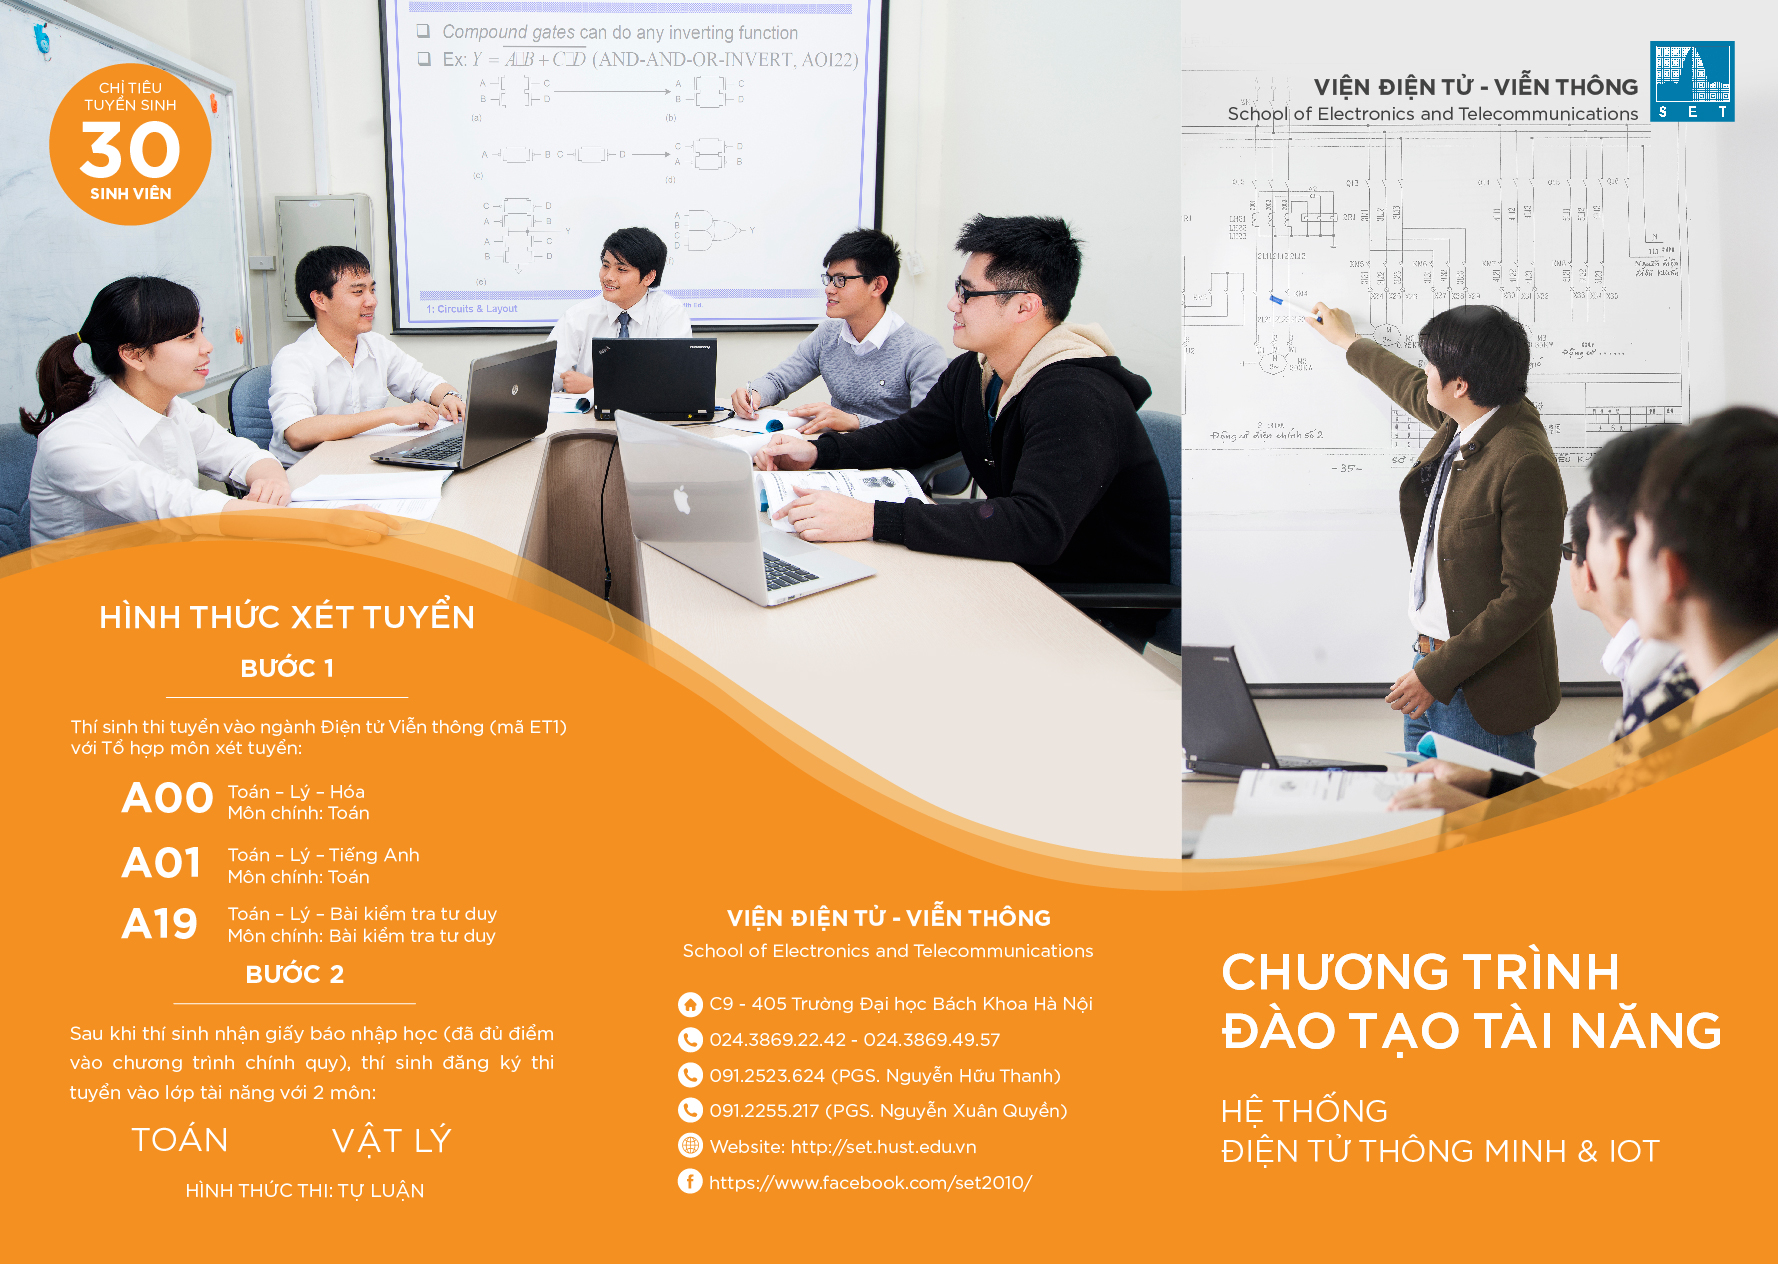 CHỈ TIÊU
TUYỂN SINH
30
SINH VIÊN
Compound gates can do any inverting function
(AND-AND-OR-INVERT, AOI22)
(a)
(b)
(c)
(d)
(e)
1: Circuits & Layout
4th Ed.
VIỆN ĐIỆN TỬ - VIỄN THÔNG
School of Electronics and Telecommunications
S E T
Động cơ điện chính số 2
-35-
HÌNH THỨC XÉT TUYỂN
BƯỚC 1
Thí sinh thi tuyển vào ngành Điện tử Viễn thông (mã ET1)
với Tổ hợp môn xét tuyển:
A00
Toán – Lý – Hóa
Môn chính: Toán
A01
Toán – Lý – Tiếng Anh
Môn chính: Toán
A19
Toán – Lý – Bài kiểm tra tư duy
Môn chính: Bài kiểm tra tư duy
BƯỚC 2
Sau khi thí sinh nhận giấy báo nhập học (đã đủ điểm
vào chương trình chính quy), thí sinh đăng ký thi
tuyển vào lớp tài năng với 2 môn:
TOÁN VẬT LÝ
HÌNH THỨC THI: TỰ LUẬN
VIỆN ĐIỆN TỬ - VIỄN THÔNG
School of Electronics and Telecommunications
C9 - 405 Trường Đại học Bách Khoa Hà Nội
024.3869.22.42 - 024.3869.49.57
091.2523.624 (PGS. Nguyễn Hữu Thanh)
091.2255.217 (PGS. Nguyễn Xuân Quyền)
Website: http://set.hust.edu.vn
https://www.facebook.com/set2010/
CHƯƠNG TRÌNH
ĐÀO TẠO TÀI NĂNG
HỆ THỐNG
ĐIỆN TỬ THÔNG MINH & IOT